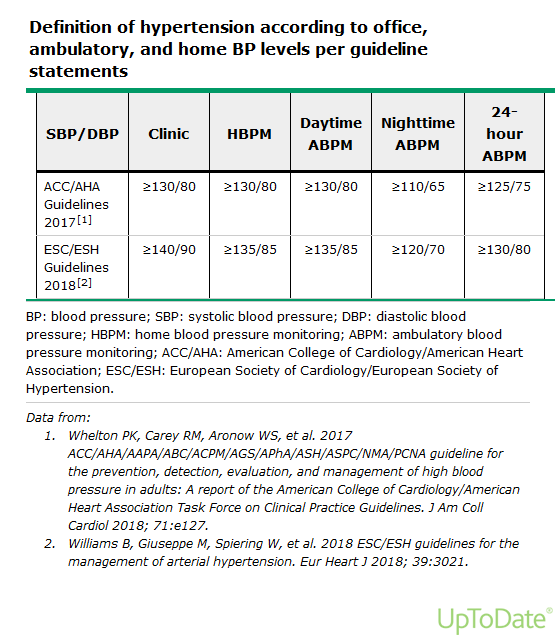 Definition of hypertension according to office,
ambulatory, and home BP levels per guideline
statements
SBP/DBP Clinic HBPM Daytime ABPM Nighttime ABPM 24-hour ABPM
ACC/AHA Guidelines 2017[1] ≥130/80 ≥130/80 ≥130/80 ≥110/65 ≥125/75
ESC/ESH Guidelines 2018[2] ≥140/90 ≥135/85 ≥135/85 ≥120/70 ≥130/80
BP: blood pressure; SBP: systolic blood pressure; DBP: diastolic blood
pressure; HBPM: home blood pressure monitoring; ABPM: ambulatory blood
pressure monitoring; ACC/AHA: American College of Cardiology/American Heart
Association; ESC/ESH: European Society of Cardiology/European Society of
Hypertension.
Data from:
1. Whelton PK, Carey RM, Aronow WS, et al. 2017
ACC/AHA/AAPA/ABC/ACPM/AGS/APhA/ASH/ASPC/NMA/PCNA guideline for
the prevention, detection, evaluation, and management of high blood
pressure in adults: A report of the American College of Cardiology/American
Heart Association Task Force on Clinical Practice Guidelines. J Am Coll
Cardiol 2018; 71:e127.
2. Williams B, Giuseppe M, Spiering W, et al. 2018 ESC/ESH guidelines for the
management of arterial hypertension. Eur Heart J 2018; 39:3021.
UpToDate®